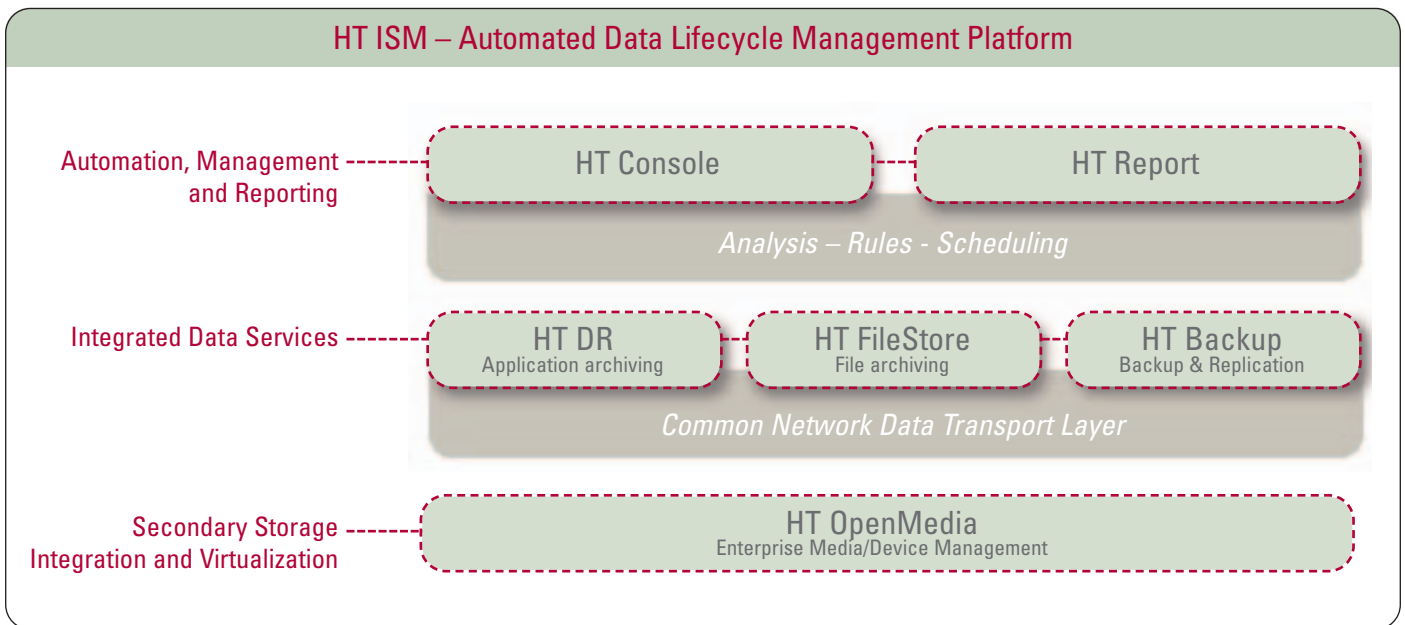 HT ISM – Automated Data Lifecycle Management Platform
Automation, Management
and Reporting
HT Console
HT Report
Analysis – Rules - Scheduling
Integrated Data Services
HT DR
Application archiving
HT FileStore
File archiving
HT Backup
Backup & Replication
Common Network Data Transport Layer
Secondary Storage
Integration and Virtualization
HT OpenMedia
Enterprise Media/Device Management